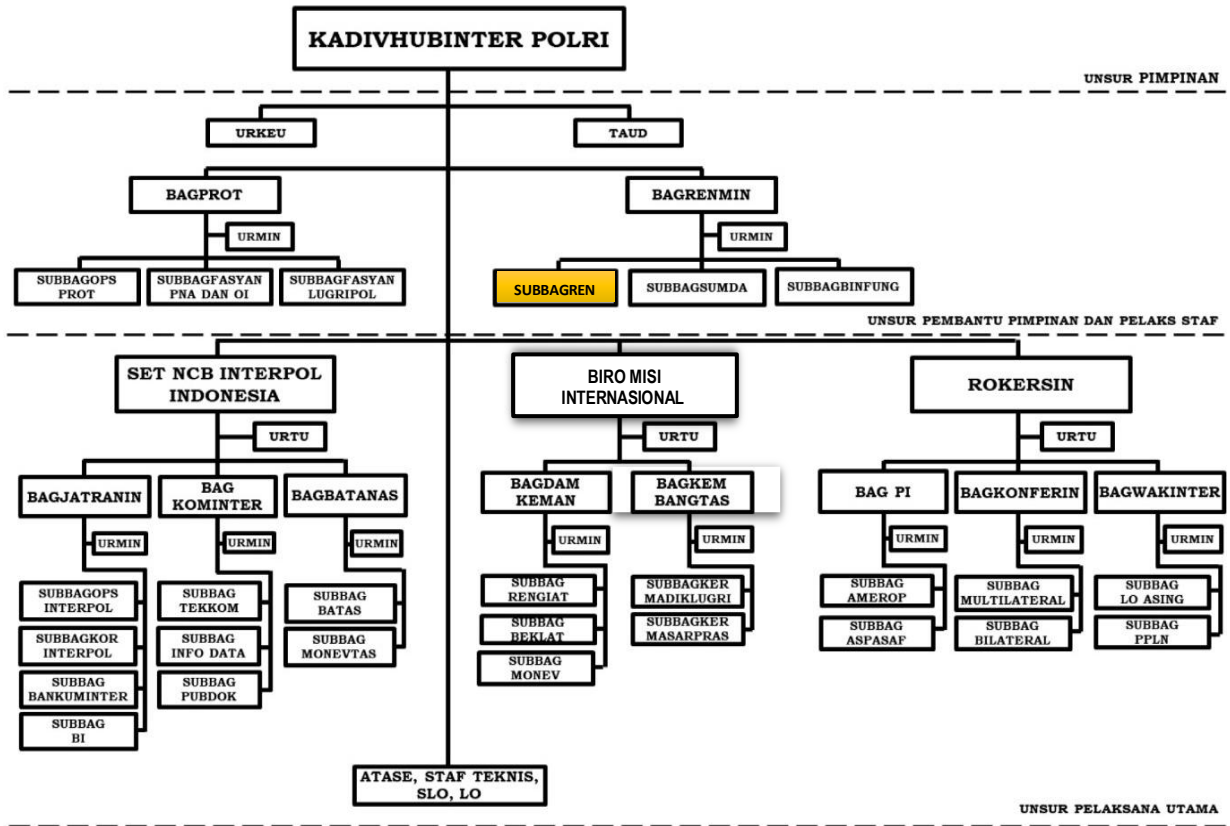 KADIVHUBINTER POLRI
UNSUR PIMPINAN
URKEU
TAUD
BAGPROT
BAGRENMIN
URMIN
URMIN
SUBBAGOPS
PROT
SUBBAGFASYAN
PNA DAN OI
SUBBAGFASYAN
LUGRIPOL
SUBBAGREN
SUBBAGSUMDA
SUBBAGBINFUNG
UNSUR PEMBANTU PIMPINAN DAN PELAKS STAF
SET NCB INTERPOL
INDONESIA
BIRO MISI
INTERNASIONAL
ROKERSIN
URTU
URTU
URTU
BAGJATRANIN
BAG
KOMINTER
BAGBATANAS
BAGDAM
KEMAN
BAGKEM
BANGTAS
BAG PI
BAGKONFERIN
BAGWAKINTER
URMIN
URMIN
URMIN
URMIN
URMIN
URMIN
URMIN
URMIN
SUBBAGOPS
INTERPOL
SUBBAGKOR
INTERPOL
SUBBAG
BANKUMINTER
SUBBAG
BI
SUBBAG
TEKKOM
SUBBAG
INFO DATA
SUBBAG
PUBDOK
SUBBAG
BATAS
SUBBAG
MONEVTAS
SUBBAG
RENGIAT
SUBBAG
BEKLAT
SUBBAG
MONEV
SUBBAGKER
MADIKLUGRI
SUBBAGKER
MASARPRAS
SUBBAG
AMEROP
SUBBAG
ASPASAF
SUBBAG
MULTILATERAL
SUBBAG
BILATERAL
SUBBAG
LO ASING
SUBBAG
PPLN
ATASE, STAF TEKNIS,
SLO, LO
UNSUR PELAKSANA UTAMA